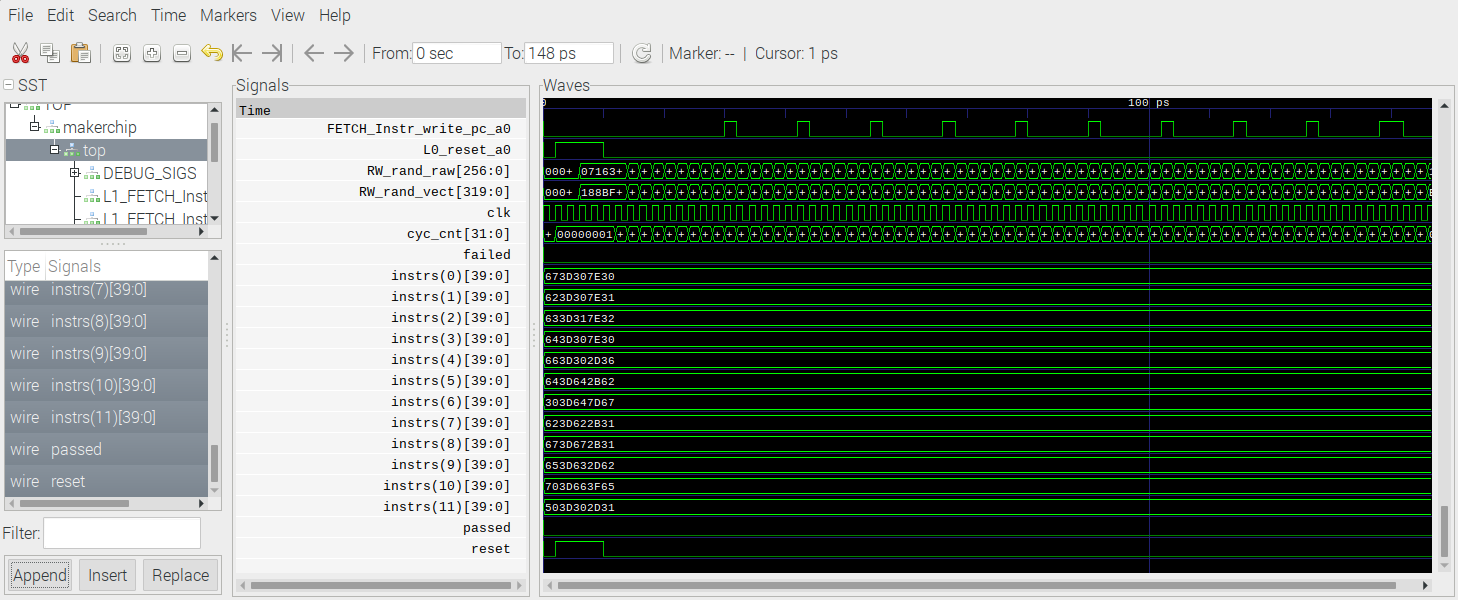 File Edit Search Time Markers View Help
From: 0 sec To: 148 ps Marker: -- | Cursor: 1 ps
SST
TOP
makerchip
top
DEBUG_SIGS
L1_FETCH_Inst
L1_FETCH_Inst
Type Signals
wire instrs(7)[39:0]
wire instrs(8)[39:0]
wire instrs(9)[39:0]
wire instrs(10)[39:0]
wire instrs(11)[39:0]
wire passed
wire reset
Filter:
Append Insert Replace
Signals
Time
FETCH_Instr_write_pc_a0
L0_reset_a0
RW_rand_raw[256:0]
RW_rand_vect[319:0]
clk
cyc_cnt[31:0]
failed
instrs(0)[39:0]
instrs(1)[39:0]
instrs(2)[39:0]
instrs(3)[39:0]
instrs(4)[39:0]
instrs(5)[39:0]
instrs(6)[39:0]
instrs(7)[39:0]
instrs(8)[39:0]
instrs(9)[39:0]
instrs(10)[39:0]
instrs(11)[39:0]
passed
reset
Waves
0 100 ps
000+ 07163+
000+ 188BF+
+ 00000001
673D307E30
623D307E31
633D317E32
643D307E30
663D302D36
643D642B62
303D647D67
623D622B31
673D672B31
653D632D62
703D663F65
503D302D31